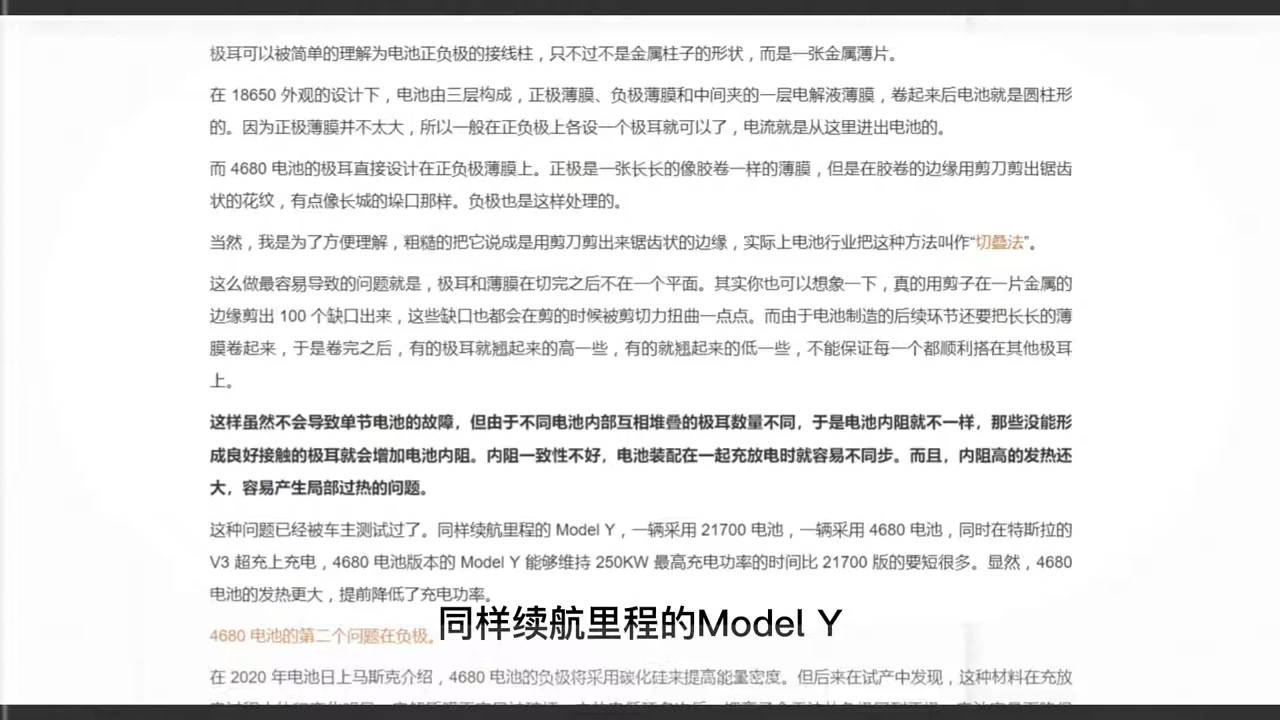 极耳可以被简单的理解为电池正负极的接线柱，只不过不是金属柱子的形状，而是一张金属薄片。
在 18650 外观的设计下，电池由三层构成，正极薄膜、负极薄膜和中间夹的一层电解液薄膜，卷起来后电池就是圆柱形
的。因为正极薄膜并不太大，所以一般在正负极上各设一个极耳就可以了，电流就是从这里进出电池的。
而 4680 电池的极耳直接设计在正负极薄膜上。正极是一张长长的像胶卷一样的薄膜，但是在胶卷的边缘用剪刀剪出锯齿
状的花纹，有点像长城的垛口那样。负极也是这样处理的。
当然，我是为了方便理解，粗糙的把它说成是用剪刀剪出来锯齿状的边缘，实际上电池行业把这种方法叫作“切叠法”。
这么做最容易导致的问题就是，极耳和薄膜在切完之后不在一个平面。其实你也可以想象一下，真的用剪子在一片金属的
边缘剪出 100 个缺口出来，这些缺口也都会在剪的时候被剪切力扭曲一点点。而由于电池制造的后续环节还要把长长的薄
膜卷起来，于是卷完之后，有的极耳就翘起来的高一些，有的就翘起来的低一些，不能保证每一个都顺利搭在其他极耳
上。
这样虽然不会导致单节电池的故障，但由于不同电池内部互相堆叠的极耳数量不同，于是电池内阻就不一样，那些没能形
成良好接触的极耳就会增加电池内阻。内阻一致性不好，电池装配在一起充放电时就容易不同步。而且，内阻高的发热还
大，容易产生局部过热的问题。
这种问题已经被车主测试过了。同样续航里程的 Model Y，一辆采用 21700 电池，一辆采用 4680 电池，同时在特斯拉的
V3 超充上充电，4680 电池版本的 Model Y 能够维持 250KW 最高充电功率的时间比 21700 版的要短很多。显然，4680
电池的发热更大，提前降低了充电功率。
4680 电池的第二个问题在负极。
同样续航里程的Model Y
在 2020 年电池日上马斯克介绍，4680 电池的负极将采用碳化硅来提高能量密度。但后来在试产中发现，这种材料在充放